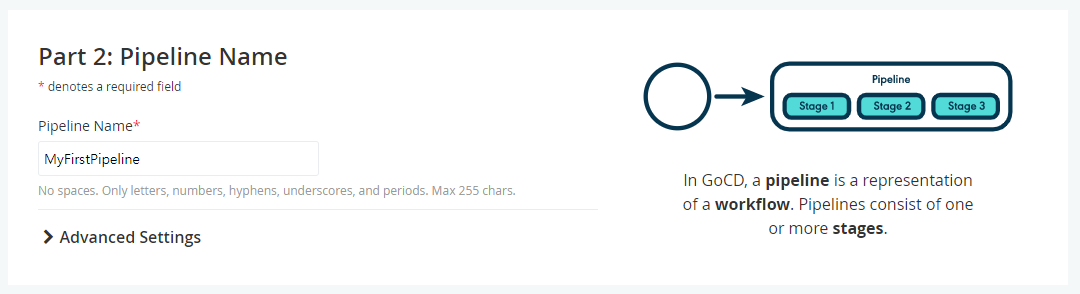 Part 2: Pipeline Name
* denotes a required field
Pipeline Name*
MyFirstPipeline
No spaces. Only letters, numbers, hyphens, underscores, and periods. Max 255 chars.
Advanced Settings
Pipeline
Stage 1 Stage 2 Stage 3
In GoCD, a pipeline is a representation
of a workflow. Pipelines consist of one
or more stages.